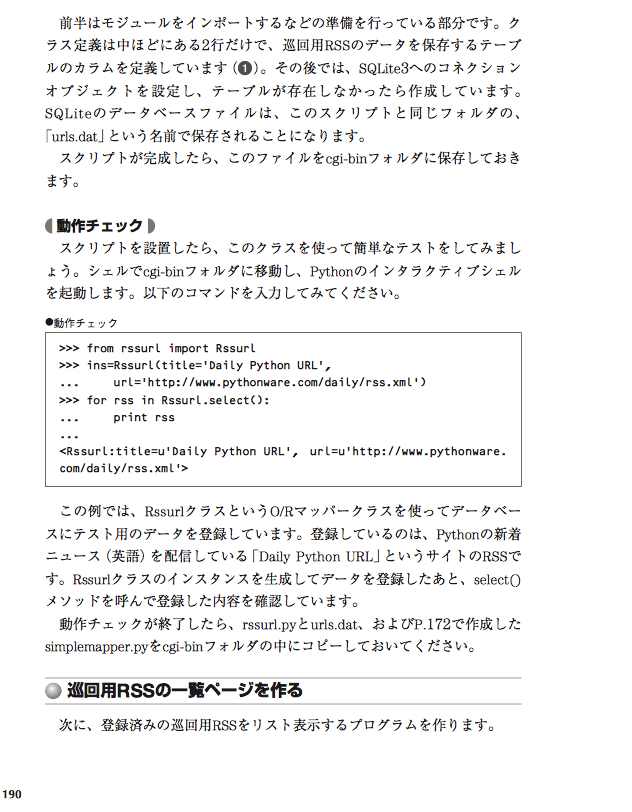 前半はモジュールをインポートするなどの準備を行っている部分です。ク
ラス定義は中ほどにある2行だけで、巡回用RSSのデータを保存するテーブ
ルのカラムを定義しています（❶）。その後では、SQLite3へのコネクション
オブジェクトを設定し、テーブルが存在しなかったら作成しています。
SQLiteのデータベースファイルは、このスクリプトと同じフォルダの、
「urls.dat」という名前で保存されることになります。
　スクリプトが完成したら、このファイルをcgi-binフォルダに保存しておき
ます。
動作チェック
　スクリプトを設置したら、このクラスを使って簡単なテストをしてみまし
ょう。シェルでcgi-binフォルダに移動し、Pythonのインタラクティブシェル
を起動します。以下のコマンドを入力してみてください。
●動作チェック
>>> from rssurl import Rssurl
>>> ins=Rssurl(title='Daily Python URL',
...     url='http://www.pythonware.com/daily/rss.xml')
>>> for rss in Rssurl.select():
...     print rss
...
<Rssurl:title=u'Daily Python URL', url=u'http://www.pythonware.
com/daily/rss.xml'>
　この例では、RssurlクラスというO/Rマッパークラスを使ってデータベー
スにテスト用のデータを登録しています。登録しているのは、Pythonの新着
ニュース（英語）を配信している「Daily Python URL」というサイトのRSSで
す。Rssurlクラスのインスタンスを生成してデータを登録したあと、select()
メソッドを呼んで登録した内容を確認しています。
　動作チェックが終了したら、rssurl.pyとurls.dat、およびP.172で作成した
simplemapper.pyをcgi-binフォルダの中にコピーしておいてください。
巡回用RSSの一覧ページを作る
　次に、登録済みの巡回用RSSをリスト表示するプログラムを作ります。
190